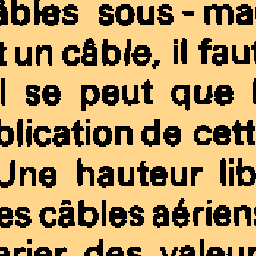 âbles sous-ma
t un câble, il faut
l se peut que l
blication de cett
Une hauteur lib
es câbles aériens
arier des valeur